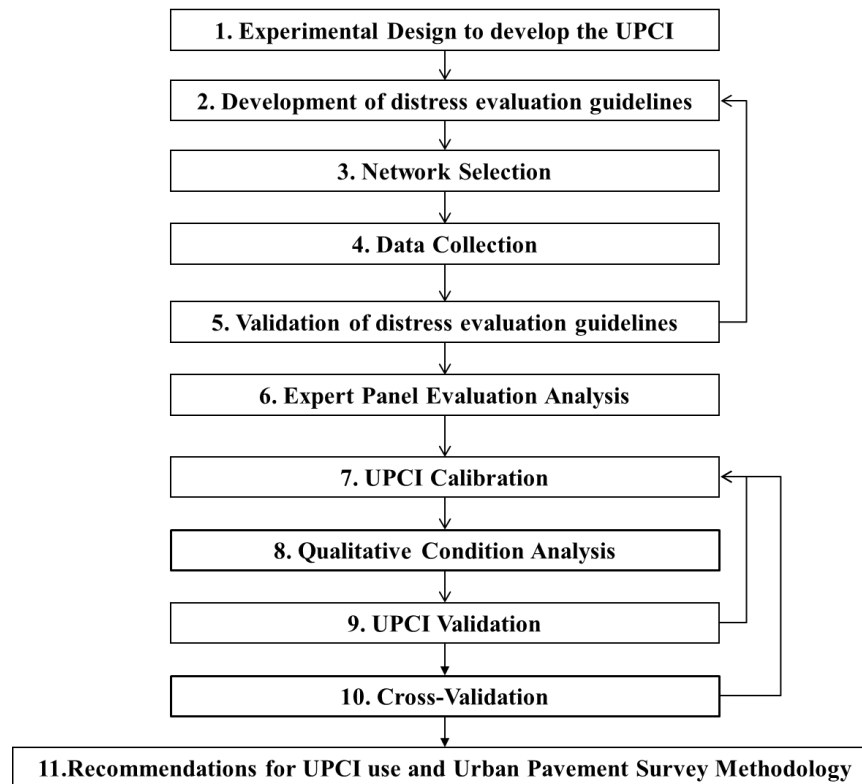 1. Experimental Design to develop the UPCI
2. Development of distress evaluation guidelines
3. Network Selection
4. Data Collection
5. Validation of distress evaluation guidelines
6. Expert Panel Evaluation Analysis
7. UPCI Calibration
8. Qualitative Condition Analysis
9. UPCI Validation
10. Cross-Validation
11.Recommendations for UPCI use and Urban Pavement Survey Methodology